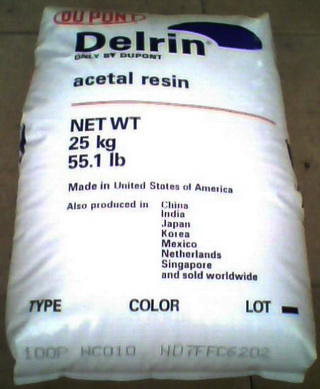 DU PONT
Delrin®
ONLY BY DUPONT
acetal resin
NET WT
25 kg
55.1 lb
Made in United States of America
Also produced in China
India
Japan
Korea
Mexico
Netherlands
Singapore
and sold worldwide
TYPE COLOR LOT
100P NC010 N07FFC6202